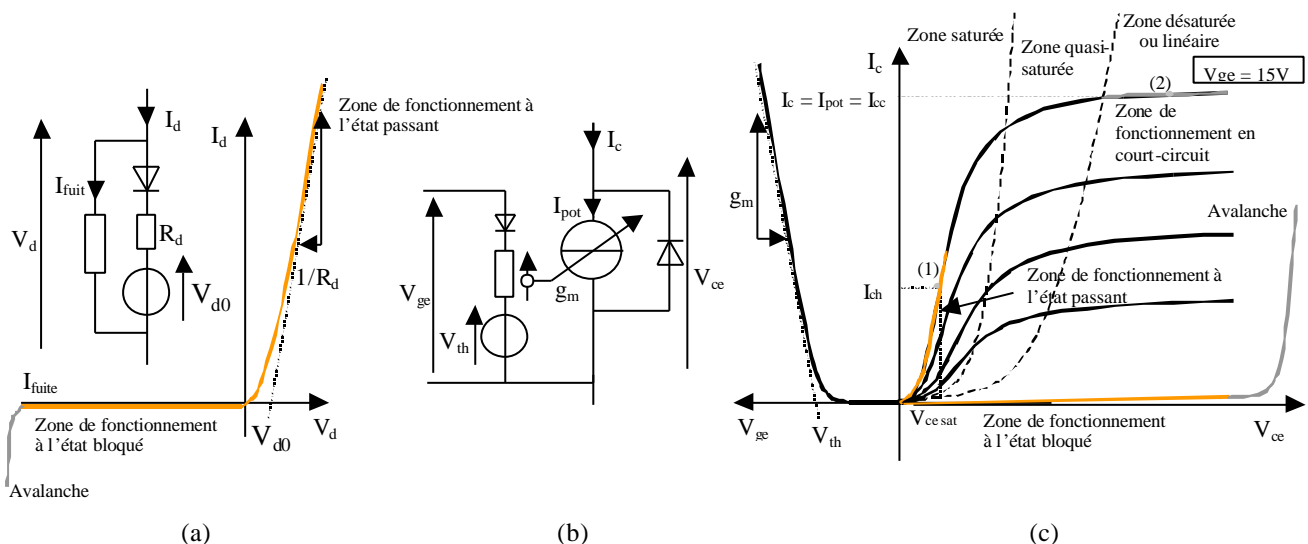 I_d
V_d
I_fuit
R_d
V_d0
I_d
Zone de fonctionnement à
l'état passant
1/R_d
I_fuite
Zone de fonctionnement
à l'état bloqué
Avalanche
V_d0
V_d
(a)
I_c
I_pot
V_ge
V_th
g_m
V_ce
(b)
Zone saturée
Zone quasi-
saturée
Zone désaturée
ou linéaire
I_c
Vge = 15V
(2)
I_c = I_pot = I_cc
Zone de
fonctionnement en
court-circuit
g_m
Avalanche
(1)
I_ch
Zone de fonctionnement à
l'état passant
V_ge
V_th
V_ce sat
Zone de fonctionnement
à l'état bloqué
V_ce
(c)